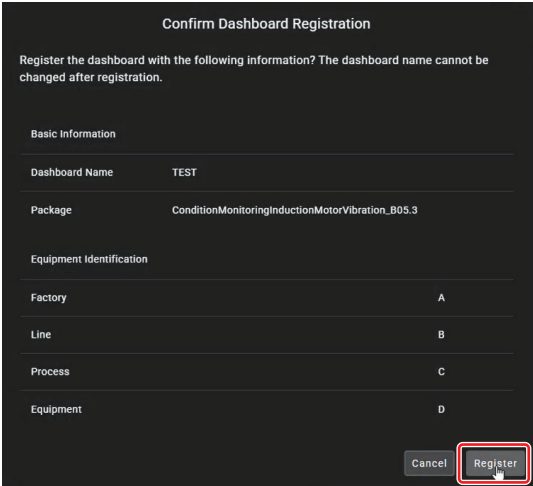 Confirm Dashboard Registration
Register the dashboard with the following information? The dashboard name cannot be
changed after registration.
Basic Information
Dashboard Name TEST
Package ConditionMonitoringInductionMotorVibration_B05.3
Equipment Identification
Factory A
Line B
Process C
Equipment D
Cancel Register